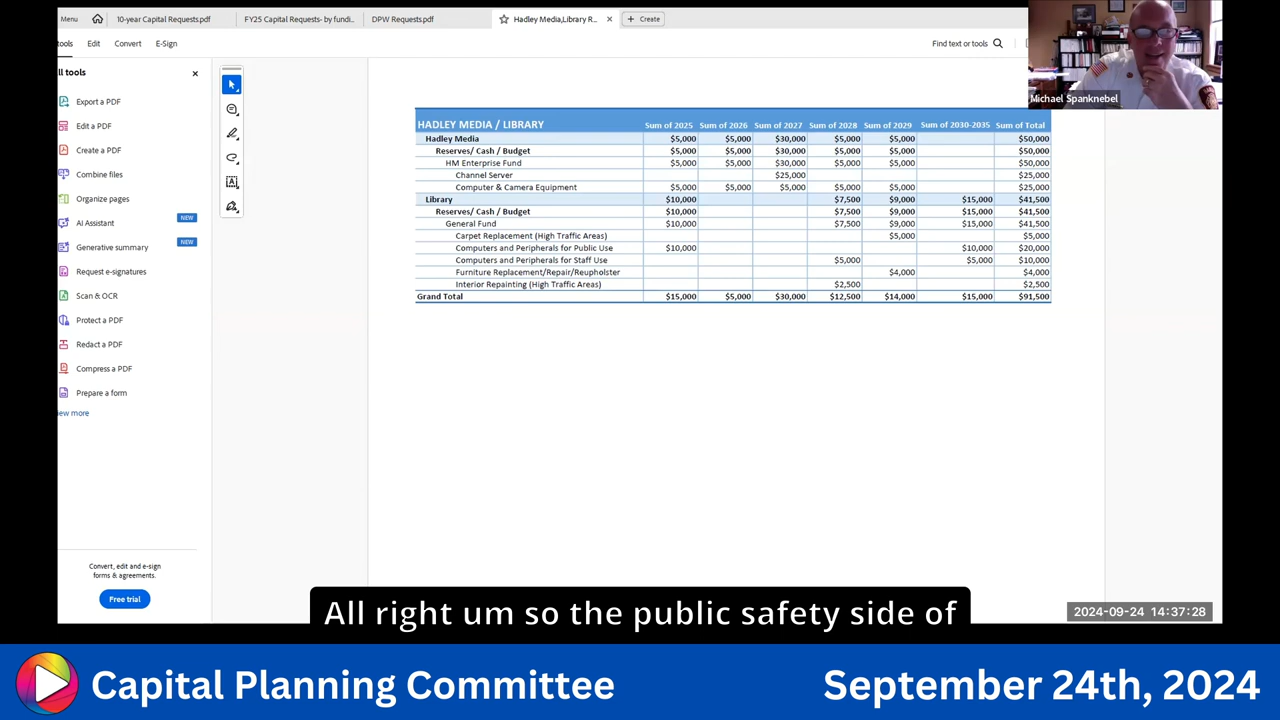 Menu 10-year Capital Requests.pdf FY25 Capital Requests- by fundi... DPW Requests.pdf Hadley Media,Library R... × + Create
tools Edit Convert E-Sign Find text or tools
ll tools ×
Export a PDF
Edit a PDF
Create a PDF
Combine files
Organize pages
AI Assistant NEW
Generative summary NEW
Request e-signatures
Scan & OCR
Protect a PDF
Redact a PDF
Compress a PDF
Prepare a form
iew more
Convert, edit and e-sign
forms & agreements.
Free trial
Michael Spanknebel
HADLEY MEDIA / LIBRARY Sum of 2025 Sum of 2026 Sum of 2027 Sum of 2028 Sum of 2029 Sum of 2030-2035 Sum of Total
Hadley Media $5,000 $5,000 $30,000 $5,000 $5,000 $50,000
Reserves/ Cash / Budget $5,000 $5,000 $30,000 $5,000 $5,000 $50,000
HM Enterprise Fund $5,000 $5,000 $30,000 $5,000 $5,000 $50,000
Channel Server $25,000 $25,000
Computer & Camera Equipment $5,000 $5,000 $5,000 $5,000 $5,000 $25,000
Library $10,000 $7,500 $9,000 $15,000 $41,500
Reserves/ Cash / Budget $10,000 $7,500 $9,000 $15,000 $41,500
General Fund $10,000 $7,500 $9,000 $15,000 $41,500
Carpet Replacement (High Traffic Areas) $5,000 $5,000
Computers and Peripherals for Public Use $10,000 $10,000 $20,000
Computers and Peripherals for Staff Use $5,000 $5,000 $10,000
Furniture Replacement/Repair/Reupholster $4,000 $4,000
Interior Repainting (High Traffic Areas) $2,500 $2,500
Grand Total $15,000 $5,000 $30,000 $12,500 $14,000 $15,000 $91,500
All right um so the public safety side of
2024-09-24 14:37:28
Capital Planning Committee September 24th, 2024